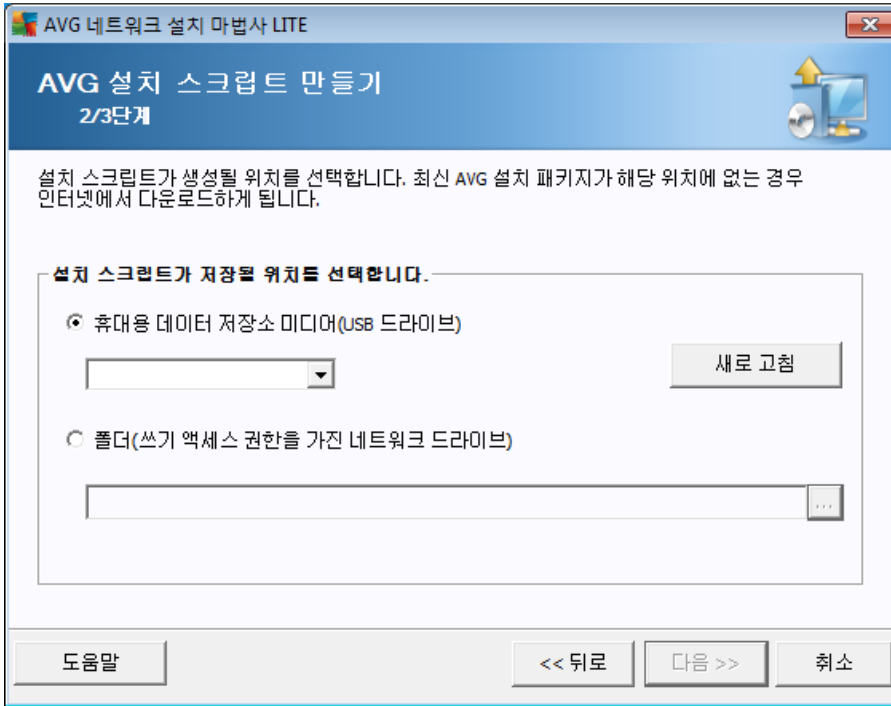 AVG 네트워크 설치 마법사 LITE
AVG 설치 스크립트 만들기
2/3단계
설치 스크립트가 생성될 위치를 선택합니다. 최신 AVG 설치 패키지가 해당 위치에 없는 경우
인터넷에서 다운로드하게 됩니다.
설치 스크립트가 저장될 위치를 선택합니다.
휴대용 데이터 저장소 미디어(USB 드라이브)
새로 고침
폴더(쓰기 액세스 권한을 가진 네트워크 드라이브)
...
도움말
<< 뒤로
다음 >>
취소